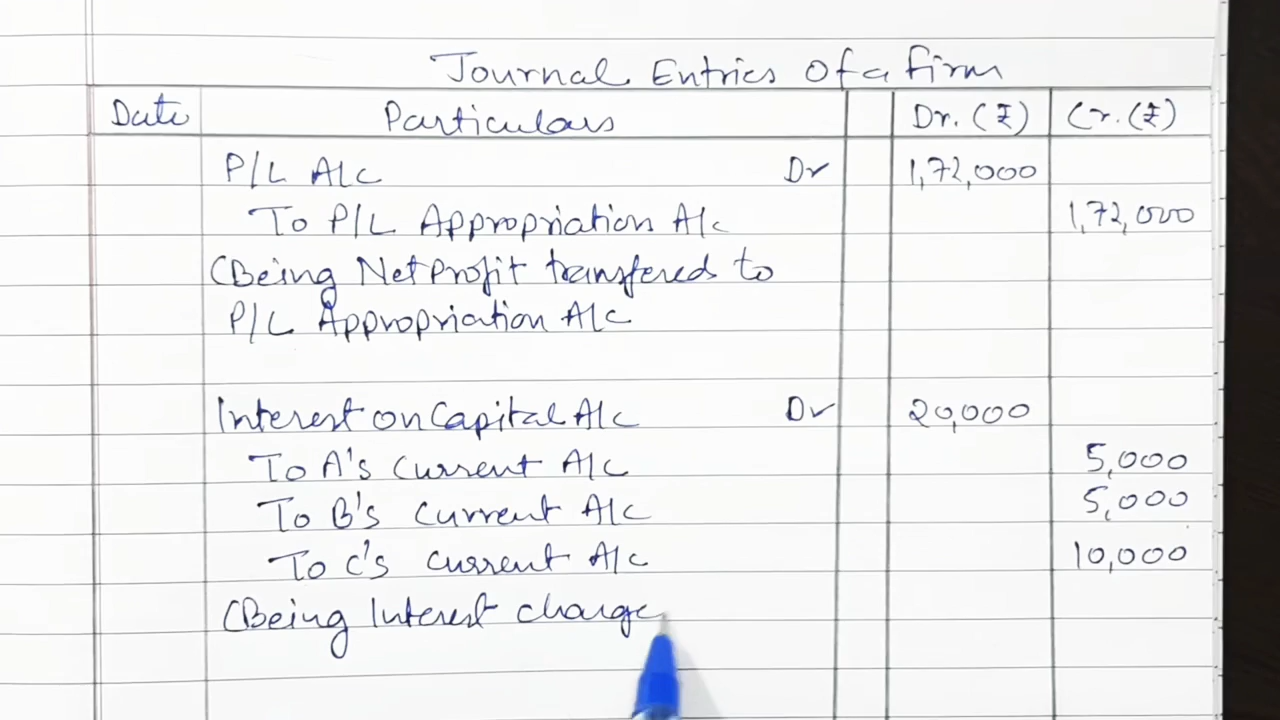 Journal Entries Of a firm
Date Particulars Dr. (₹) Cr. (₹)
P/L A/c Dr 1,72,000
To P/L Appropriation A/c 1,72,000
(Being Net Profit transfered to
P/L Appropriation A/c
Interest on Capital A/c Dr 20,000
To A's Current A/c 5,000
To B's Current A/c 5,000
To C's Current A/c 10,000
(Being Interest charge